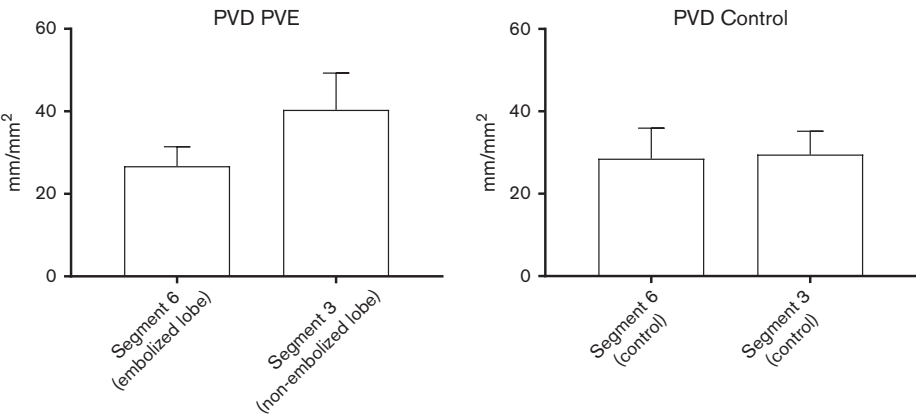 PVD PVE
60
40
20
0
mm/mm²
Segment 6
(embolized lobe)
Segment 3
(non-embolized lobe)
PVD Control
60
40
20
0
mm/mm²
Segment 6
(control)
Segment 3
(control)